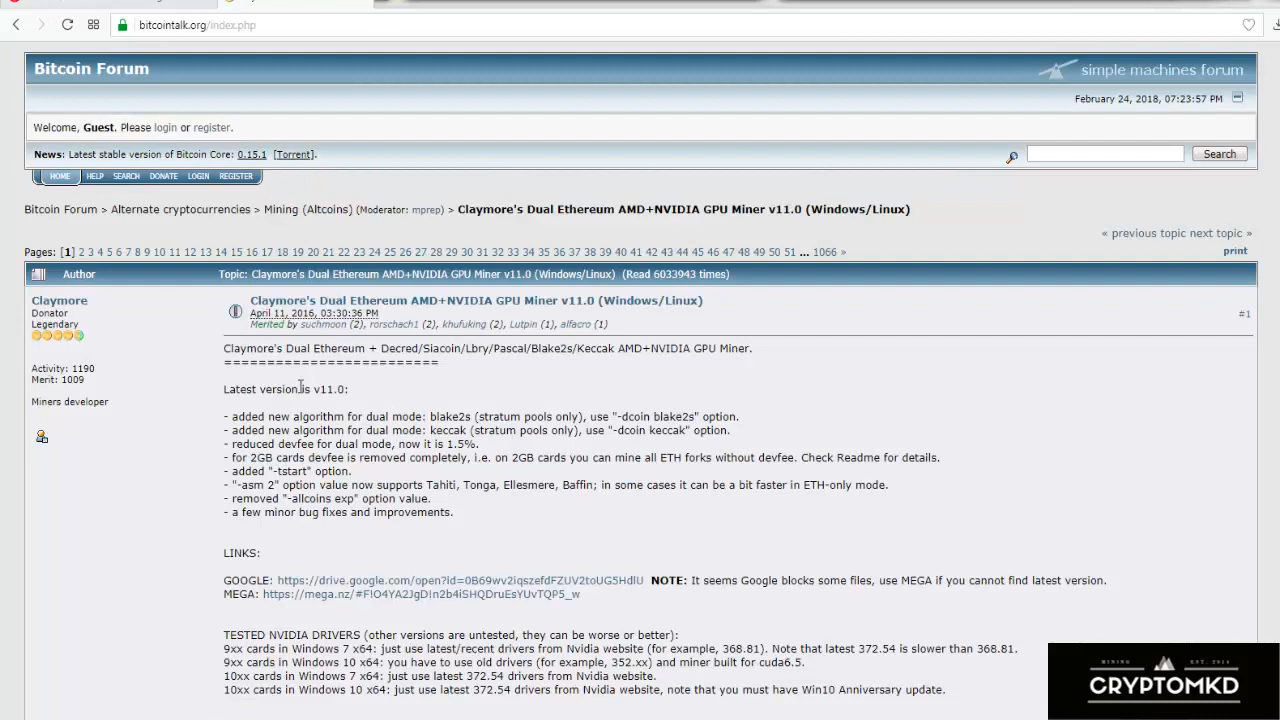 bitcointalk.org/index.php
Bitcoin Forum
simple machines forum
February 24, 2018, 07:23:57 PM
Welcome, Guest. Please login or register.
News: Latest stable version of Bitcoin Core: 0.15.1 [Torrent].
Search
HOME HELP SEARCH DONATE LOGIN REGISTER
Bitcoin Forum > Alternate cryptocurrencies > Mining (Altcoins) (Moderator: mprep) > Claymore's Dual Ethereum AMD+NVIDIA GPU Miner v11.0 (Windows/Linux)
« previous topic next topic »
Pages: [1] 2 3 4 5 6 7 8 9 10 11 12 13 14 15 16 17 18 19 20 21 22 23 24 25 26 27 28 29 30 31 32 33 34 35 36 37 38 39 40 41 42 43 44 45 46 47 48 49 50 51 ... 1066 »
print
Author Topic: Claymore's Dual Ethereum AMD+NVIDIA GPU Miner v11.0 (Windows/Linux) (Read 6033943 times)
Claymore
Donator
Legendary
Activity: 1190
Merit: 1009
Miners developer
Claymore's Dual Ethereum AMD+NVIDIA GPU Miner v11.0 (Windows/Linux)
April 11, 2016, 03:30:36 PM
Merited by suchmoon (2), rorschach1 (2), khufuking (2), Lutpin (1), alfacro (1)
#1
Claymore's Dual Ethereum + Decred/Siacoin/Lbry/Pascal/Blake2s/Keccak AMD+NVIDIA GPU Miner.
=========================
Latest version is v11.0:
- added new algorithm for dual mode: blake2s (stratum pools only), use "-dcoin blake2s" option.
- added new algorithm for dual mode: keccak (stratum pools only), use "-dcoin keccak" option.
- reduced devfee for dual mode, now it is 1.5%.
- for 2GB cards devfee is removed completely, i.e. on 2GB cards you can mine all ETH forks without devfee. Check Readme for details.
- added "-tstart" option.
- "-asm 2" option value now supports Tahiti, Tonga, Ellesmere, Baffin; in some cases it can be a bit faster in ETH-only mode.
- removed "-allcoins exp" option value.
- a few minor bug fixes and improvements.
LINKS:
GOOGLE: https://drive.google.com/open?id=0B69wv2iqszefdFZUV2toUG5HdlU NOTE: It seems Google blocks some files, use MEGA if you cannot find latest version.
MEGA: https://mega.nz/#F!O4YA2JgD!n2b4iSHQDruEsYUvTQP5_w
TESTED NVIDIA DRIVERS (other versions are untested, they can be worse or better):
9xx cards in Windows 7 x64: just use latest/recent drivers from Nvidia website (for example, 368.81). Note that latest 372.54 is slower than 368.81.
9xx cards in Windows 10 x64: you have to use old drivers (for example, 352.xx) and miner built for cuda6.5.
10xx cards in Windows 7 x64: just use latest 372.54 drivers from Nvidia website.
10xx cards in Windows 10 x64: just use latest 372.54 drivers from Nvidia website, note that you must have Win10 Anniversary update.
MINING EST. 2014
CRYPTOMKD